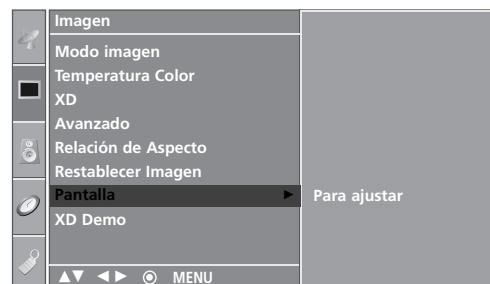 Imagen
Modo imagen
Temperatura Color
XD
Avanzado
Relación de Aspecto
Restablecer Imagen
Pantalla ► Para ajustar
XD Demo
▲▼ ◄► ⦿ MENU